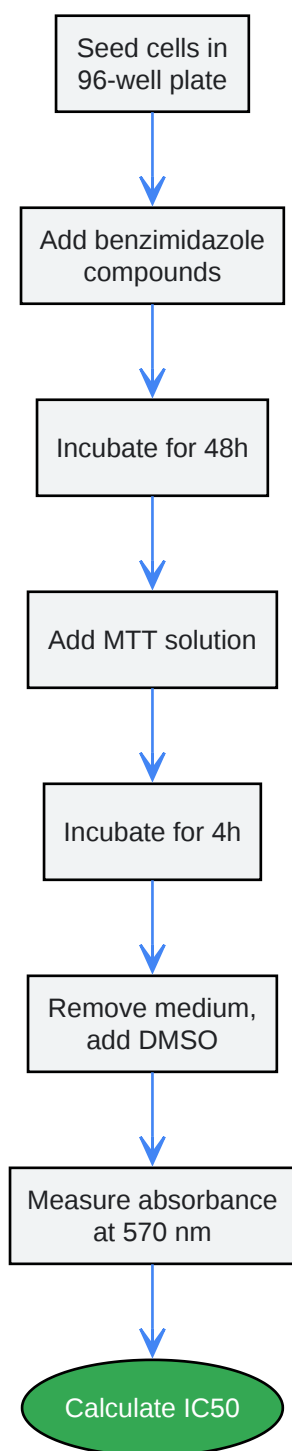 Seed cells in
96-well plate
Add benzimidazole
compounds
Incubate for 48h
Add MTT solution
Incubate for 4h
Remove medium,
add DMSO
Measure absorbance
at 570 nm
Calculate IC50